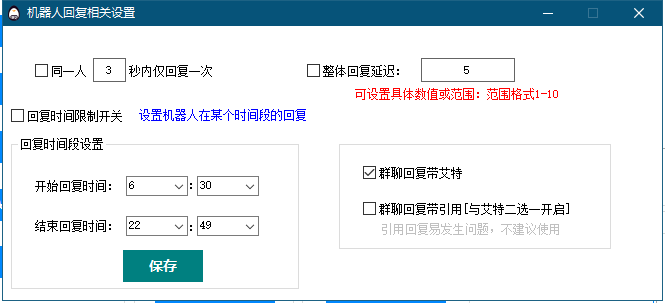 机器人回复相关设置
同一人 3 秒内仅回复一次
整体回复延迟： 5
可设置具体数值或范围：范围格式1-10
回复时间限制开关 设置机器人在某个时间段的回复
回复时间段设置
开始回复时间： 6 : 30
结束回复时间： 22 : 49
保存
群聊回复带艾特
群聊回复带引用[与艾特二选一开启]
引用回复易发生问题，不建议使用